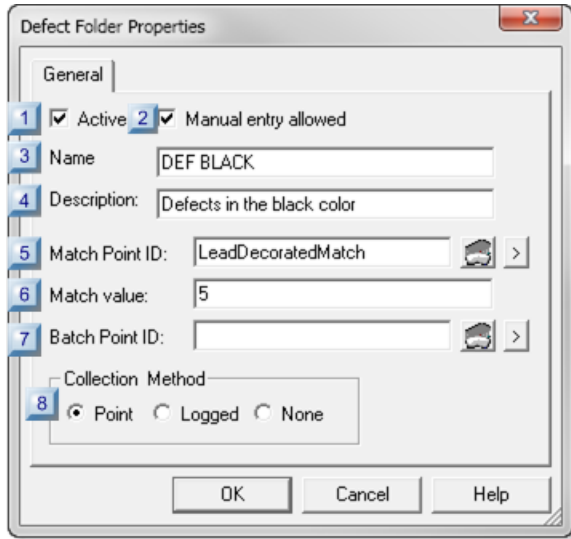 Defect Folder Properties
General
1 Active 2 Manual entry allowed
3 Name DEF BLACK
4 Description: Defects in the black color
5 Match Point ID: LeadDecoratedMatch >
6 Match value: 5
7 Batch Point ID: >
Collection Method
8 Point Logged None
OK Cancel Help